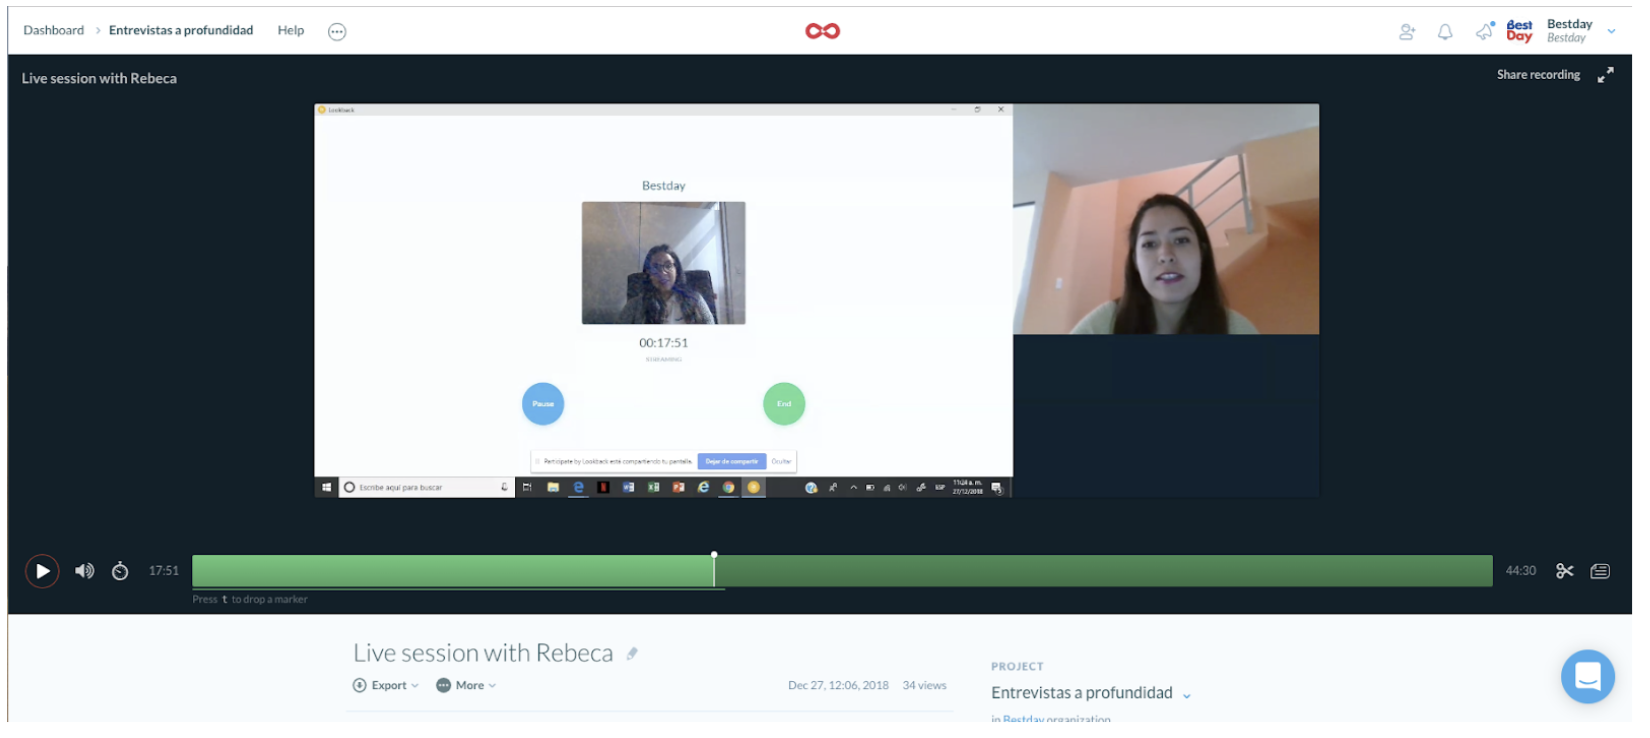 Dashboard > Entrevistas a profundidad Help
Best Day
Bestday
Bestday
Live session with Rebeca
Share recording
Lookback
Bestday
00:17:51
STREAMING
Pause
End
Participate by Lookback está compartiendo tu pantalla. Dejar de compartir Ocultar
Escribe aquí para buscar
ESP
11:24 a. m.
27/12/2018
17:51
44:30
Press t to drop a marker
Live session with Rebeca
Export More
Dec 27, 12:06, 2018 34 views
PROJECT
Entrevistas a profundidad
in Bestday organization